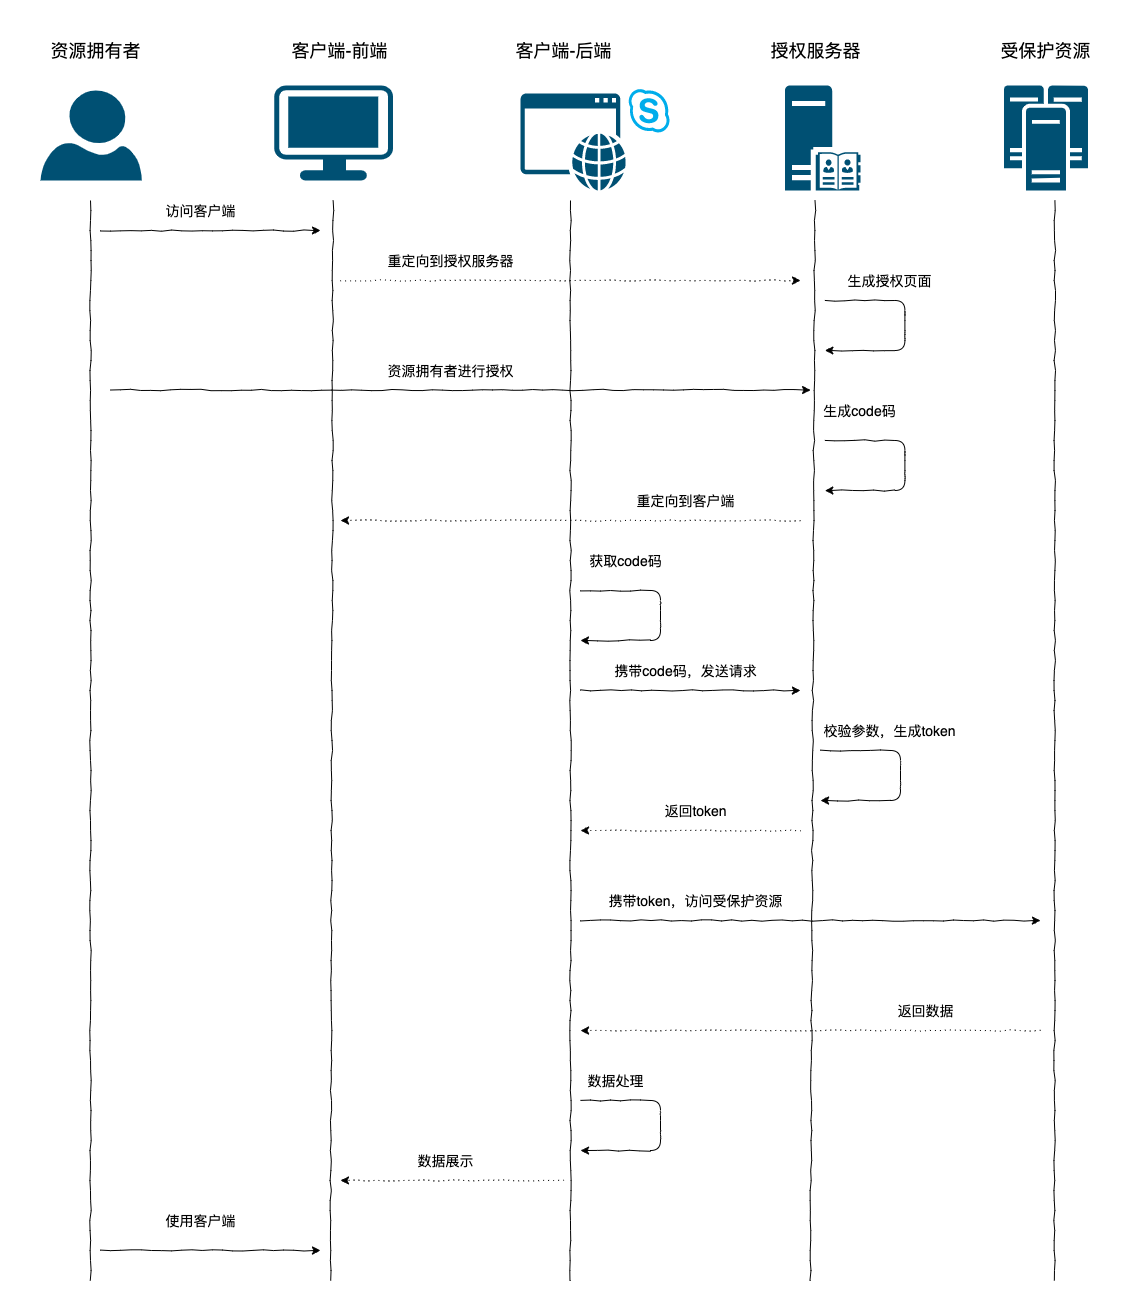 资源拥有者
客户端-前端
客户端-后端
授权服务器
受保护资源
S
访问客户端
重定向到授权服务器
生成授权页面
资源拥有者进行授权
生成code码
重定向到客户端
获取code码
携带code码，发送请求
校验参数，生成token
返回token
携带token，访问受保护资源
返回数据
数据处理
数据展示
使用客户端